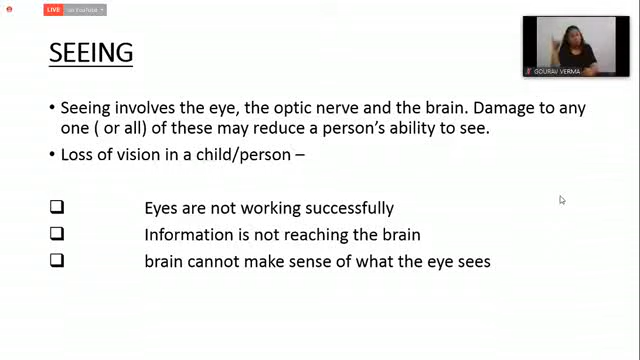 LIVE on YouTube
SEEING
GOURAV VERMA
• Seeing involves the eye, the optic nerve and the brain. Damage to any
one ( or all) of these may reduce a person's ability to see.
• Loss of vision in a child/person –
❑ Eyes are not working successfully
❑ Information is not reaching the brain
❑ brain cannot make sense of what the eye sees